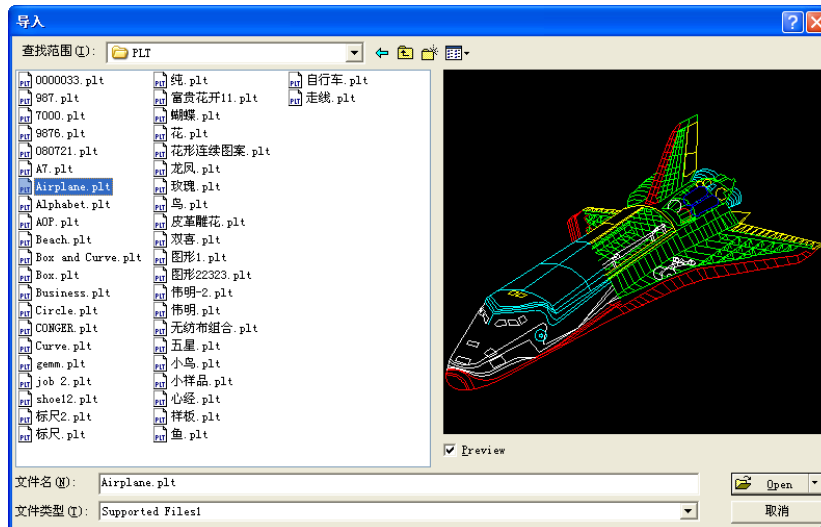 导入
查找范围(I): PLT
0000033.plt
987.plt
7000.plt
9876.plt
080721.plt
A7.plt
Airplane.plt
Alphabet.plt
AOP.plt
Beach.plt
Box and Curve.plt
Box.plt
Business.plt
Circle.plt
CONGER.plt
Curve.plt
gemm.plt
job 2.plt
shoe12.plt
标尺2.plt
标尺.plt
纯.plt
富贵花开11.plt
蝴蝶.plt
花.plt
花形连续图案.plt
龙凤.plt
玫瑰.plt
鸟.plt
皮革雕花.plt
双喜.plt
图形1.plt
图形22323.plt
伟明-2.plt
伟明.plt
无纺布组合.plt
五星.plt
小鸟.plt
小样品.plt
心经.plt
样板.plt
鱼.plt
自行车.plt
走线.plt
Preview
文件名(N): Airplane.plt
Open
文件类型(T): Supported Files1
取消